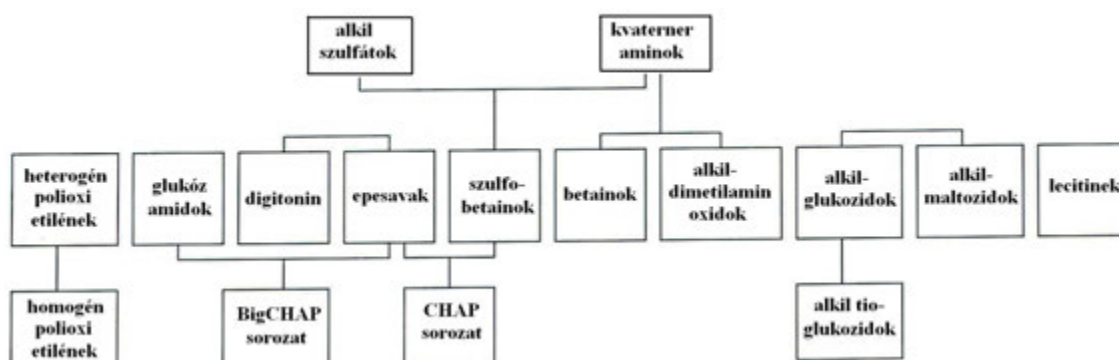 alkil
szulfátok
kvaterner
aminok
heterogén
polioxi
etilének
glukóz
amidok
digitonin
epesavak
szulfo-
betainok
betainok
alkil-
dimetilamin
oxidok
alkil-
glukozidok
alkil-
maltozidok
lecitinek
homogén
polioxi
etilének
BigCHAP
sorozat
CHAP
sorozat
alkil tio-
glukozidok